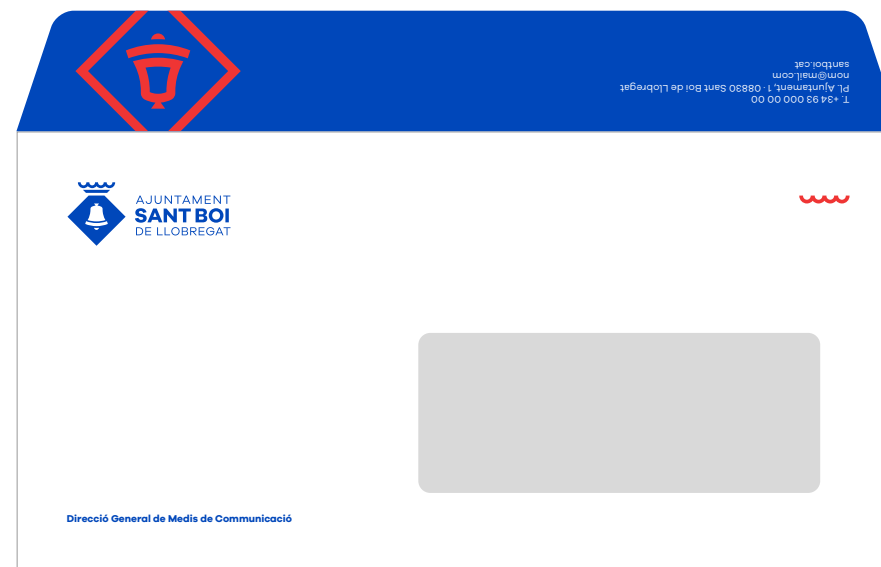 T. +34 93 000 00 00
Pl. Ajuntament, 1 · 08830 Sant Boi de Llobregat
nom@mail.com
santboi.cat
AJUNTAMENT
SANT BOI
DE LLOBREGAT
Direcció General de Medis de Communicació